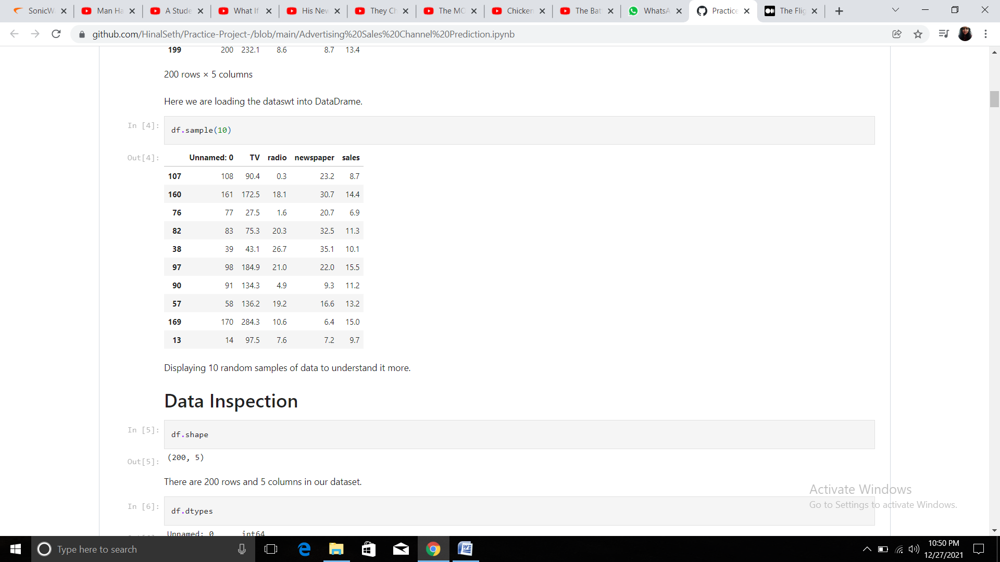 SonicW
Man Ha
A Stude
What If
His New
They Ch
The MC
Chicken
The Bat
WhatsA
Practice
The Flig
github.com/HinalSeth/Practice-Project-/blob/main/Advertising%20Sales%20Channel%20Prediction.ipynb
199 200 232.1 8.6 8.7 13.4
200 rows × 5 columns
Here we are loading the dataswt into DataDrame.
In [4]:
df.sample(10)
Out[4]:
Unnamed: 0 TV radio newspaper sales
107 108 90.4 0.3 23.2 8.7
160 161 172.5 18.1 30.7 14.4
76 77 27.5 1.6 20.7 6.9
82 83 75.3 20.3 32.5 11.3
38 39 43.1 26.7 35.1 10.1
97 98 184.9 21.0 22.0 15.5
90 91 134.3 4.9 9.3 11.2
57 58 136.2 19.2 16.6 13.2
169 170 284.3 10.6 6.4 15.0
13 14 97.5 7.6 7.2 9.7
Displaying 10 random samples of data to understand it more.
Data Inspection
In [5]:
df.shape
Out[5]:
(200, 5)
There are 200 rows and 5 columns in our dataset.
In [6]:
df.dtypes
Unnamed: 0 int64
Activate Windows
Go to Settings to activate Windows.
Type here to search
10:50 PM
12/27/2021